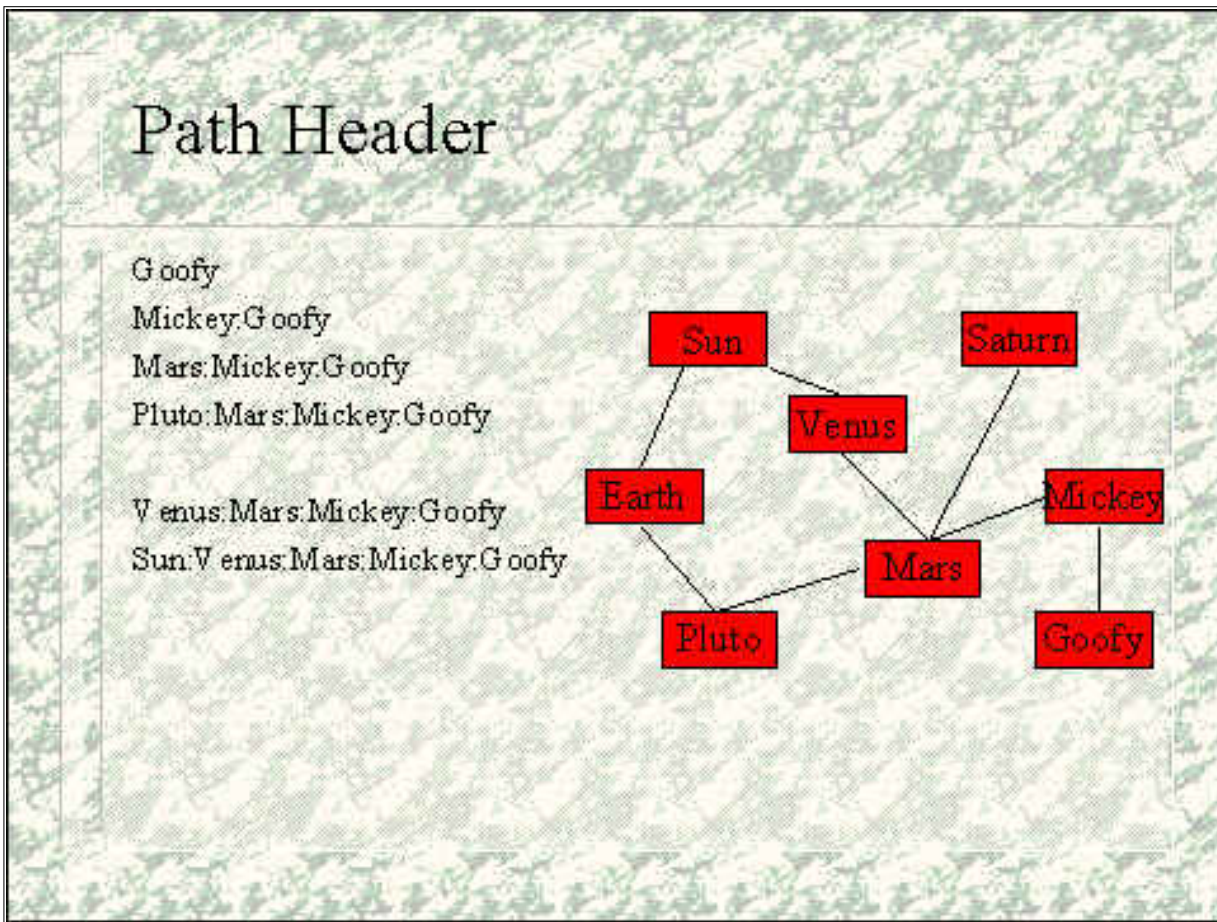 Path Header
Goofy
Mickey:Goofy
Mars:Mickey:Goofy
Pluto:Mars:Mickey:Goofy
Venus:Mars:Mickey:Goofy
Sun:Venus:Mars:Mickey:Goofy
Sun
Saturn
Venus
Earth
Mickey
Mars
Pluto
Goofy